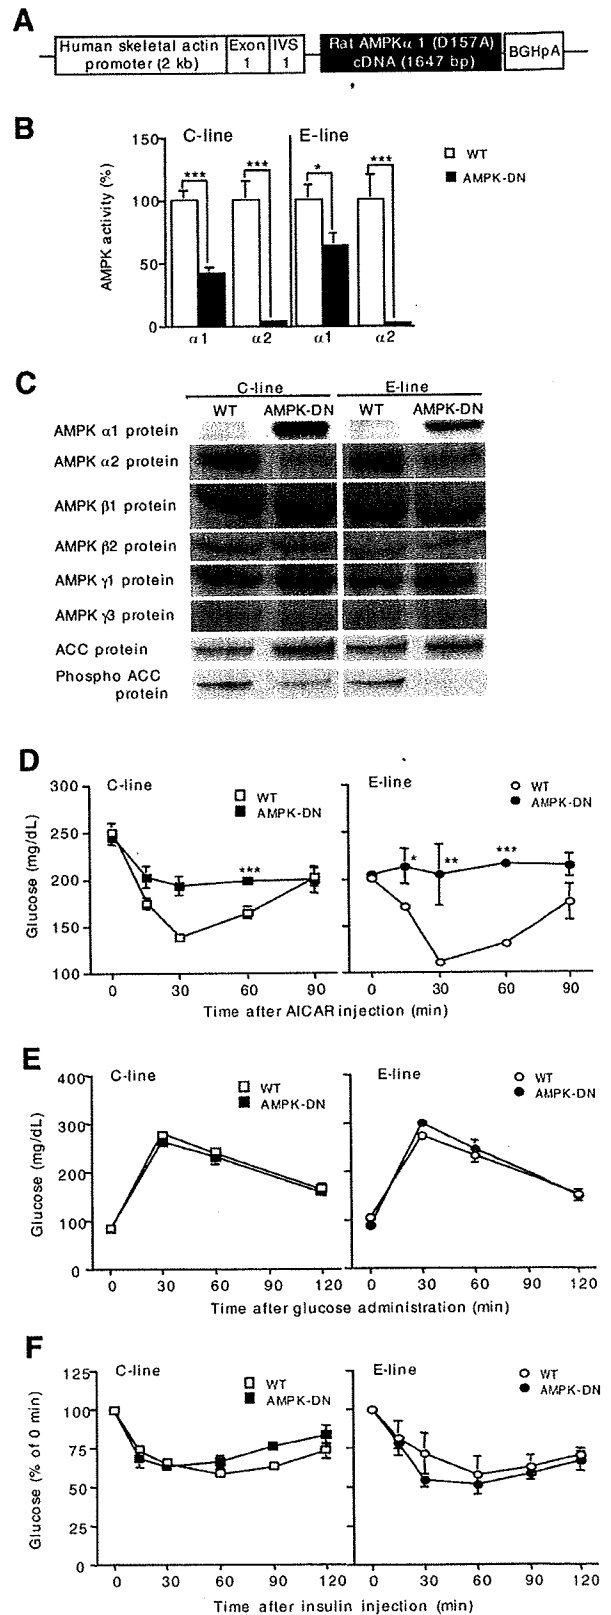 A
Human skeletal actin promoter (2 kb)
Exon 1
IVS 1
Rat AMPKα 1 (D157A) cDNA (1647 bp)
BGHpA
B
C-line
E-line
WT
AMPK-DN
AMPK activity (%)
150
100
50
0
***
***
*
***
α1
α2
α1
α2
C
C-line
E-line
WT
AMPK-DN
WT
AMPK-DN
AMPK α1 protein
AMPK α2 protein
AMPK β1 protein
AMPK β2 protein
AMPK γ1 protein
AMPK γ3 protein
ACC protein
Phospho ACC
protein
D
C-line
WT
AMPK-DN
E-line
WT
AMPK-DN
Glucose (mg/dL)
300
250
200
150
100
***
*
**
***
0 30 60 90
0 30 60 90
Time after AICAR injection (min)
E
C-line
WT
AMPK-DN
E-line
WT
AMPK-DN
Glucose (mg/dL)
400
300
200
100
0
0 30 60 90 120
0 30 60 90 120
Time after glucose administration (min)
F
C-line
WT
AMPK-DN
E-line
WT
AMPK-DN
Glucose (% of 0 min)
125
100
75
50
25
0
0 30 60 90 120
0 30 60 90 120
Time after insulin injection (min)